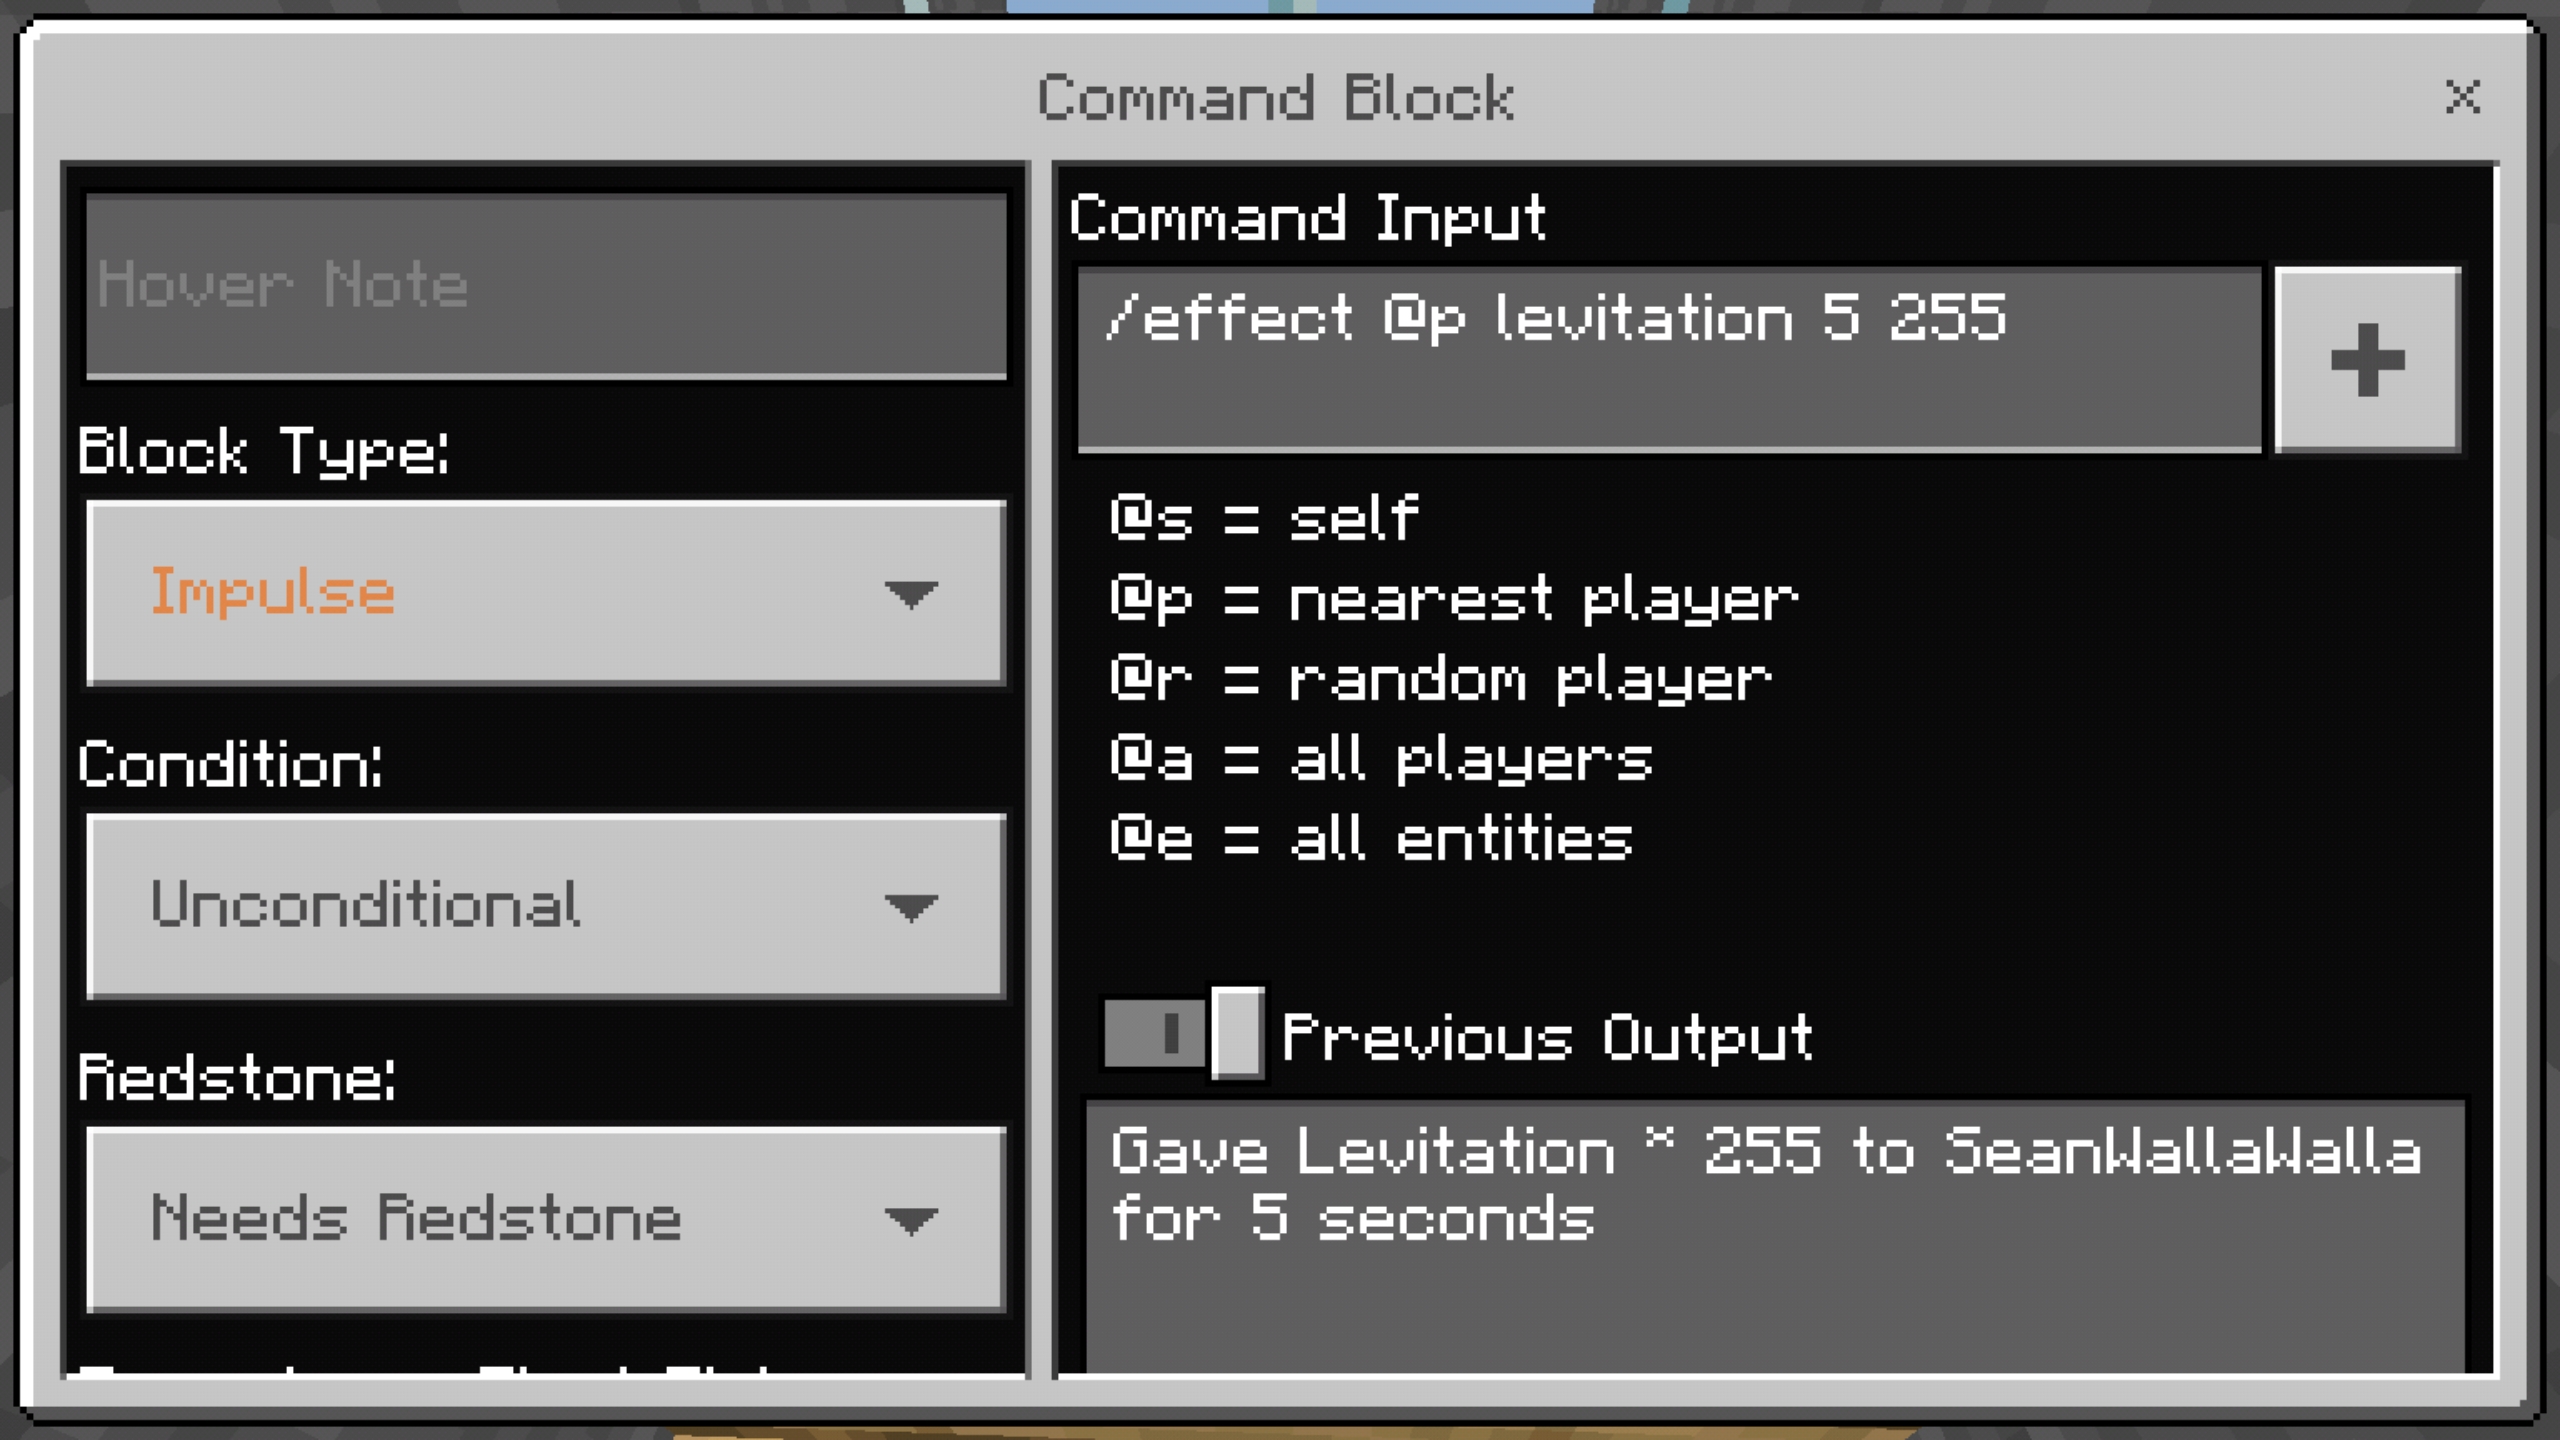 Command Block
Hover Note
Block Type:
Impulse
Condition:
Unconditional
Redstone:
Needs Redstone
Command Input
/effect @p levitation 5 255
@s = self
@p = nearest player
@r = random player
@a = all players
@e = all entities
Previous Output
Gave Levitation * 255 to SeanWallaWalla
for 5 seconds